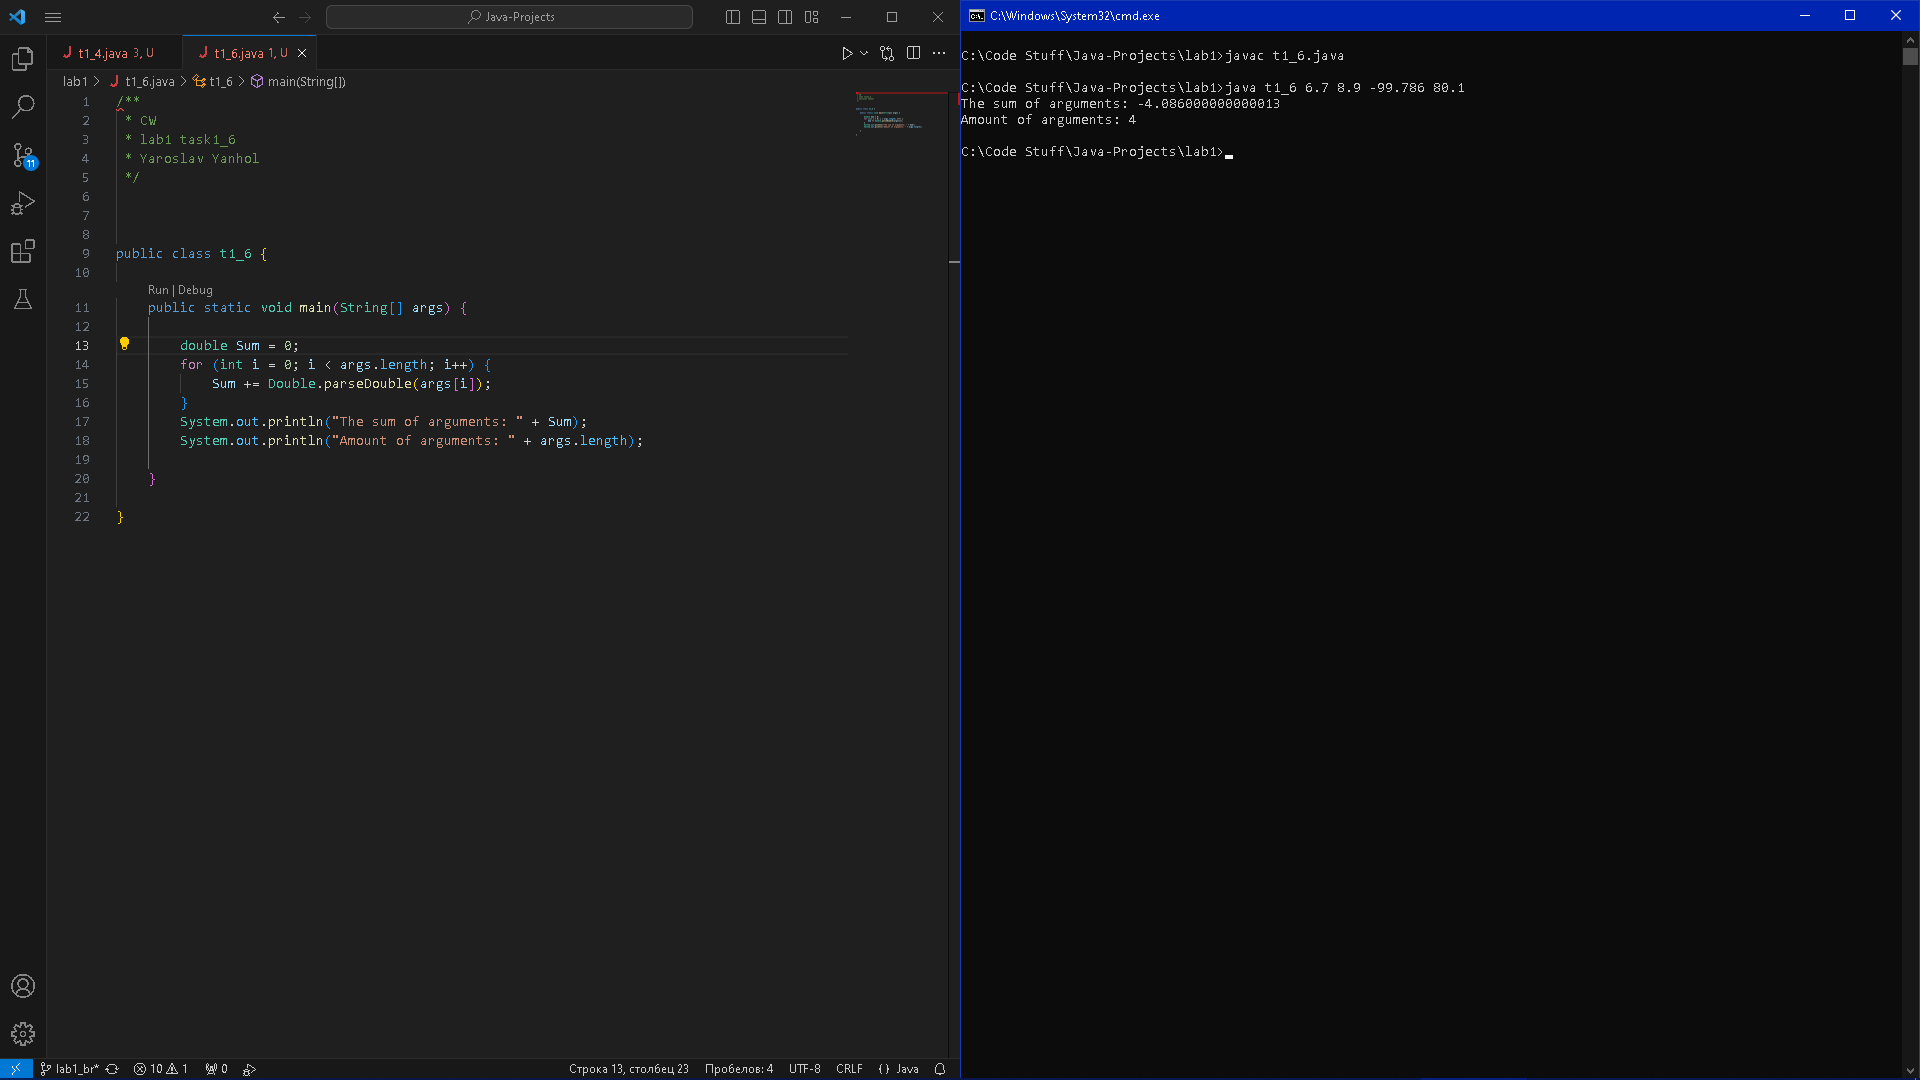 Java-Projects
t1_4.java 3, U
t1_6.java 1, U
lab1 > t1_6.java > t1_6 > main(String[])
1 /**
2 * CW
3 * lab1 task1_6
4 * Yaroslav Yanhol
5 */
6
7
8
9 public class t1_6 {
10
Run | Debug
11 public static void main(String[] args) {
12
13 double Sum = 0;
14 for (int i = 0; i < args.length; i++) {
15 Sum += Double.parseDouble(args[i]);
16 }
17 System.out.println("The sum of arguments: " + Sum);
18 System.out.println("Amount of arguments: " + args.length);
19
20 }
21
22 }
11
lab1_br* 10 1 0 Строка 13, столбец 23 Пробелов: 4 UTF-8 CRLF {} Java
C:\Windows\System32\cmd.exe
C:\Code Stuff\Java-Projects\lab1>javac t1_6.java
C:\Code Stuff\Java-Projects\lab1>java t1_6 6.7 8.9 -99.786 80.1
The sum of arguments: -4.086000000000013
Amount of arguments: 4
C:\Code Stuff\Java-Projects\lab1>